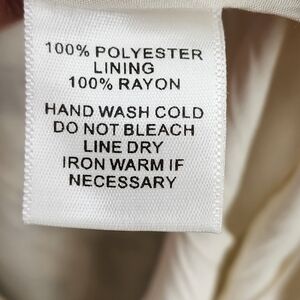 100% POLYESTER
LINING
100% RAYON
HAND WASH COLD
DO NOT BLEACH
LINE DRY
IRON WARM IF
NECESSARY